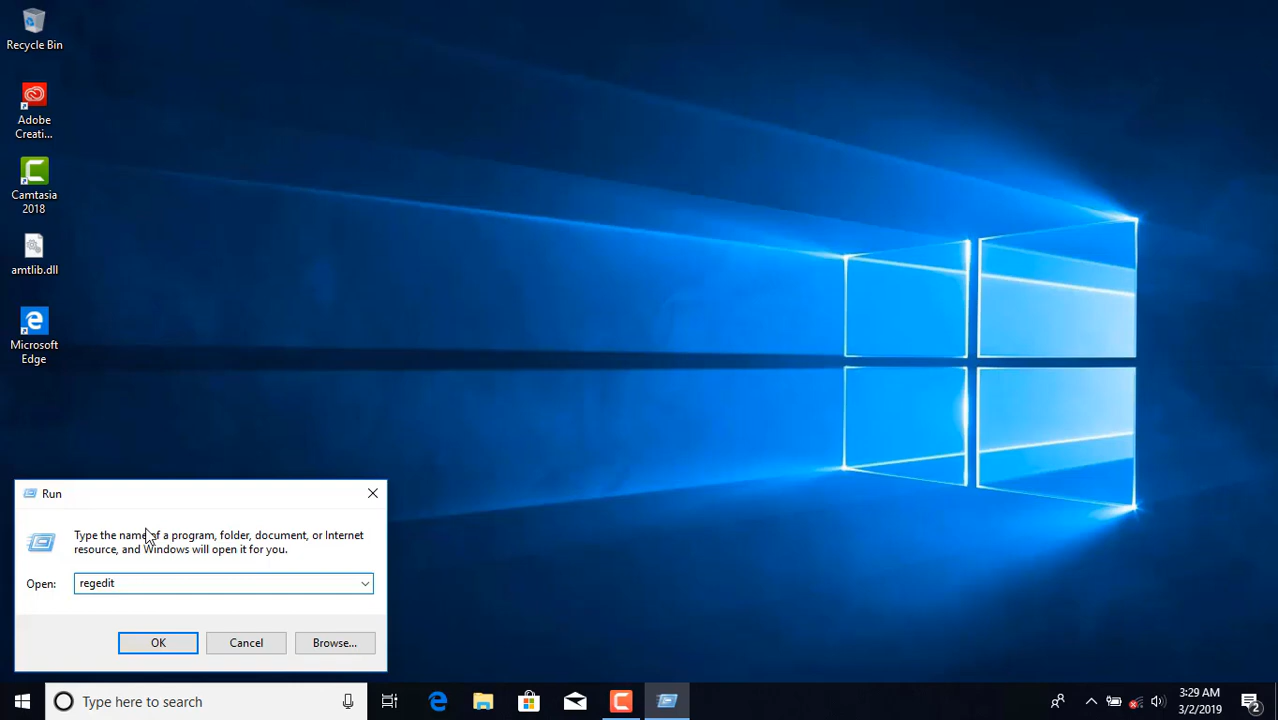 Recycle Bin
Adobe
Creati...
Camtasia
2018
amtlib.dll
Microsoft
Edge
Run
Type the name of a program, folder, document, or Internet
resource, and Windows will open it for you.
Open:
regedit
OK
Cancel
Browse...
Type here to search
3:29 AM
3/2/2019
2